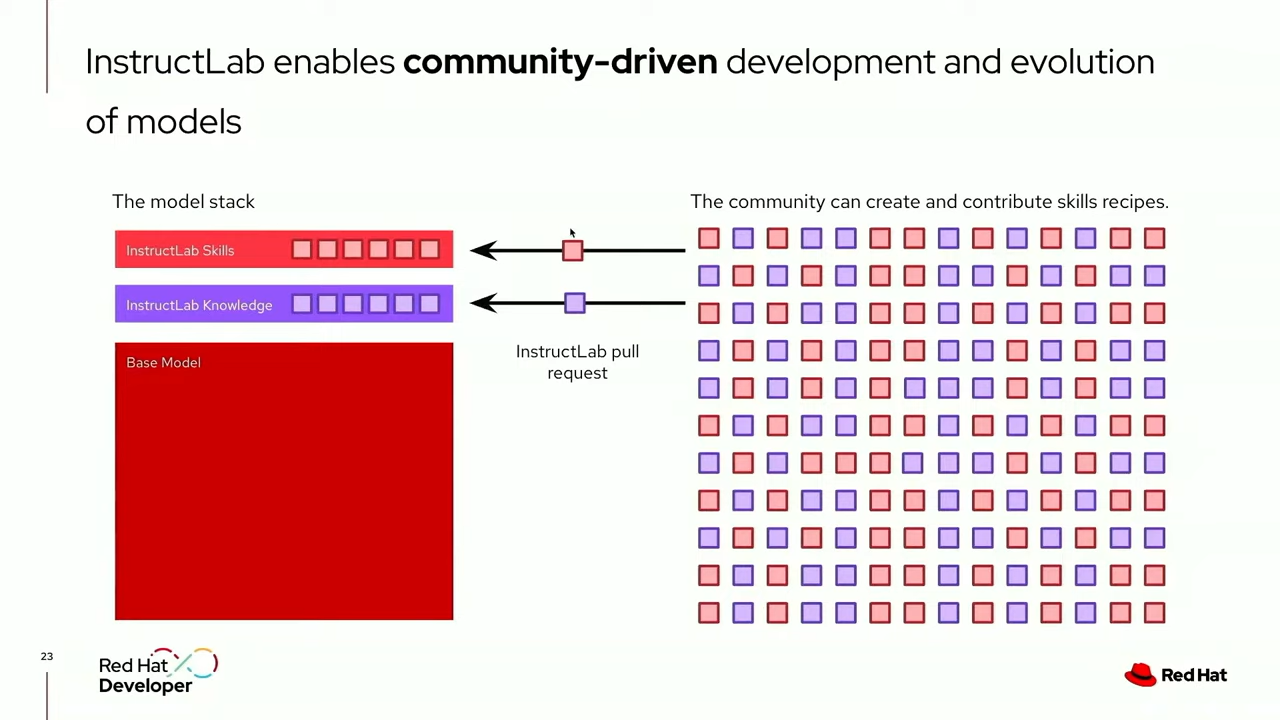 InstructLab enables community-driven development and evolution
of models
The model stack
The community can create and contribute skills recipes.
InstructLab Skills
InstructLab Knowledge
Base Model
InstructLab pull
request
23
Red Hat
Developer
Red Hat